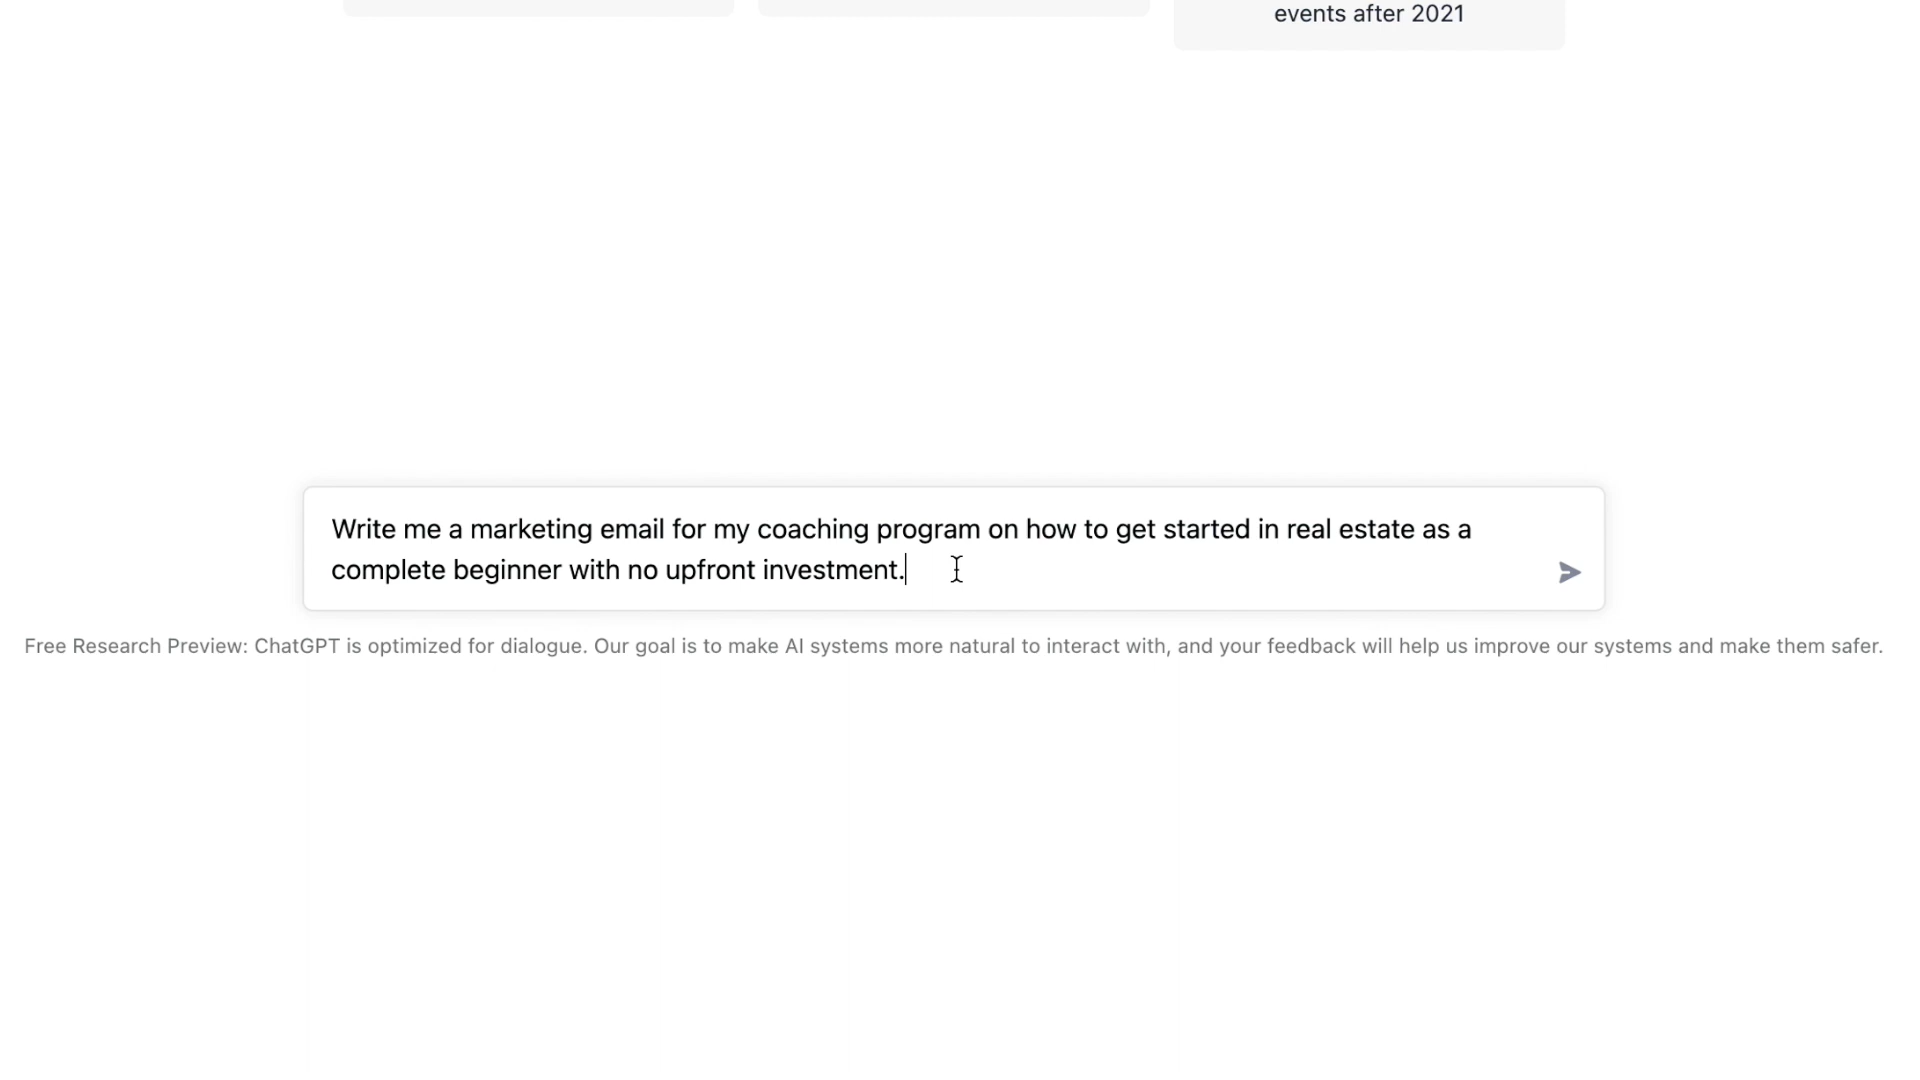 events after 2021
Write me a marketing email for my coaching program on how to get started in real estate as a
complete beginner with no upfront investment.
Free Research Preview: ChatGPT is optimized for dialogue. Our goal is to make AI systems more natural to interact with, and your feedback will help us improve our systems and make them safer.